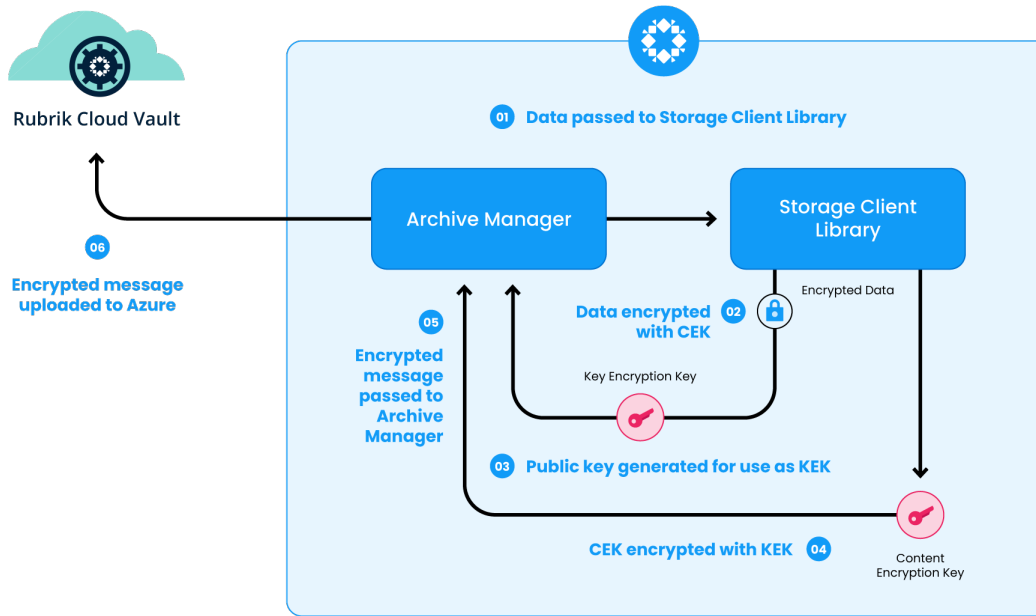 Rubrik Cloud Vault
01 Data passed to Storage Client Library
Archive Manager
Storage Client
Library
06
Encrypted message
uploaded to Azure
Encrypted Data
Data encrypted 02
with CEK
05
Encrypted
message
passed to
Archive
Manager
Key Encryption Key
03 Public key generated for use as KEK
CEK encrypted with KEK 04
Content
Encryption Key